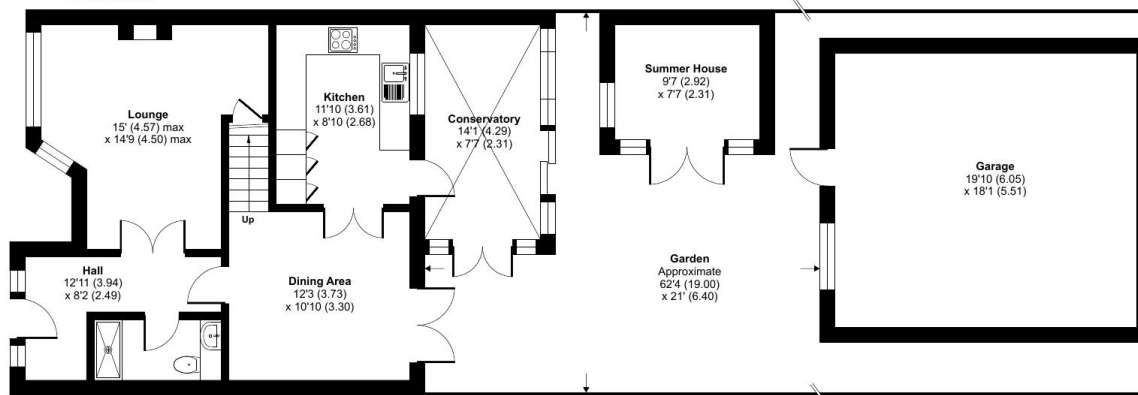 Lounge
15' (4.57) max
x 14'9 (4.50) max
Kitchen
11'10 (3.61)
x 8'10 (2.68)
Conservatory
14'1 (4.29)
x 7'7 (2.31)
Summer House
9'7 (2.92)
x 7'7 (2.31)
Garage
19'10 (6.05)
x 18'1 (5.51)
Up
Hall
12'11 (3.94)
x 8'2 (2.49)
Dining Area
12'3 (3.73)
x 10'10 (3.30)
Garden
Approximate
62'4 (19.00)
x 21' (6.40)